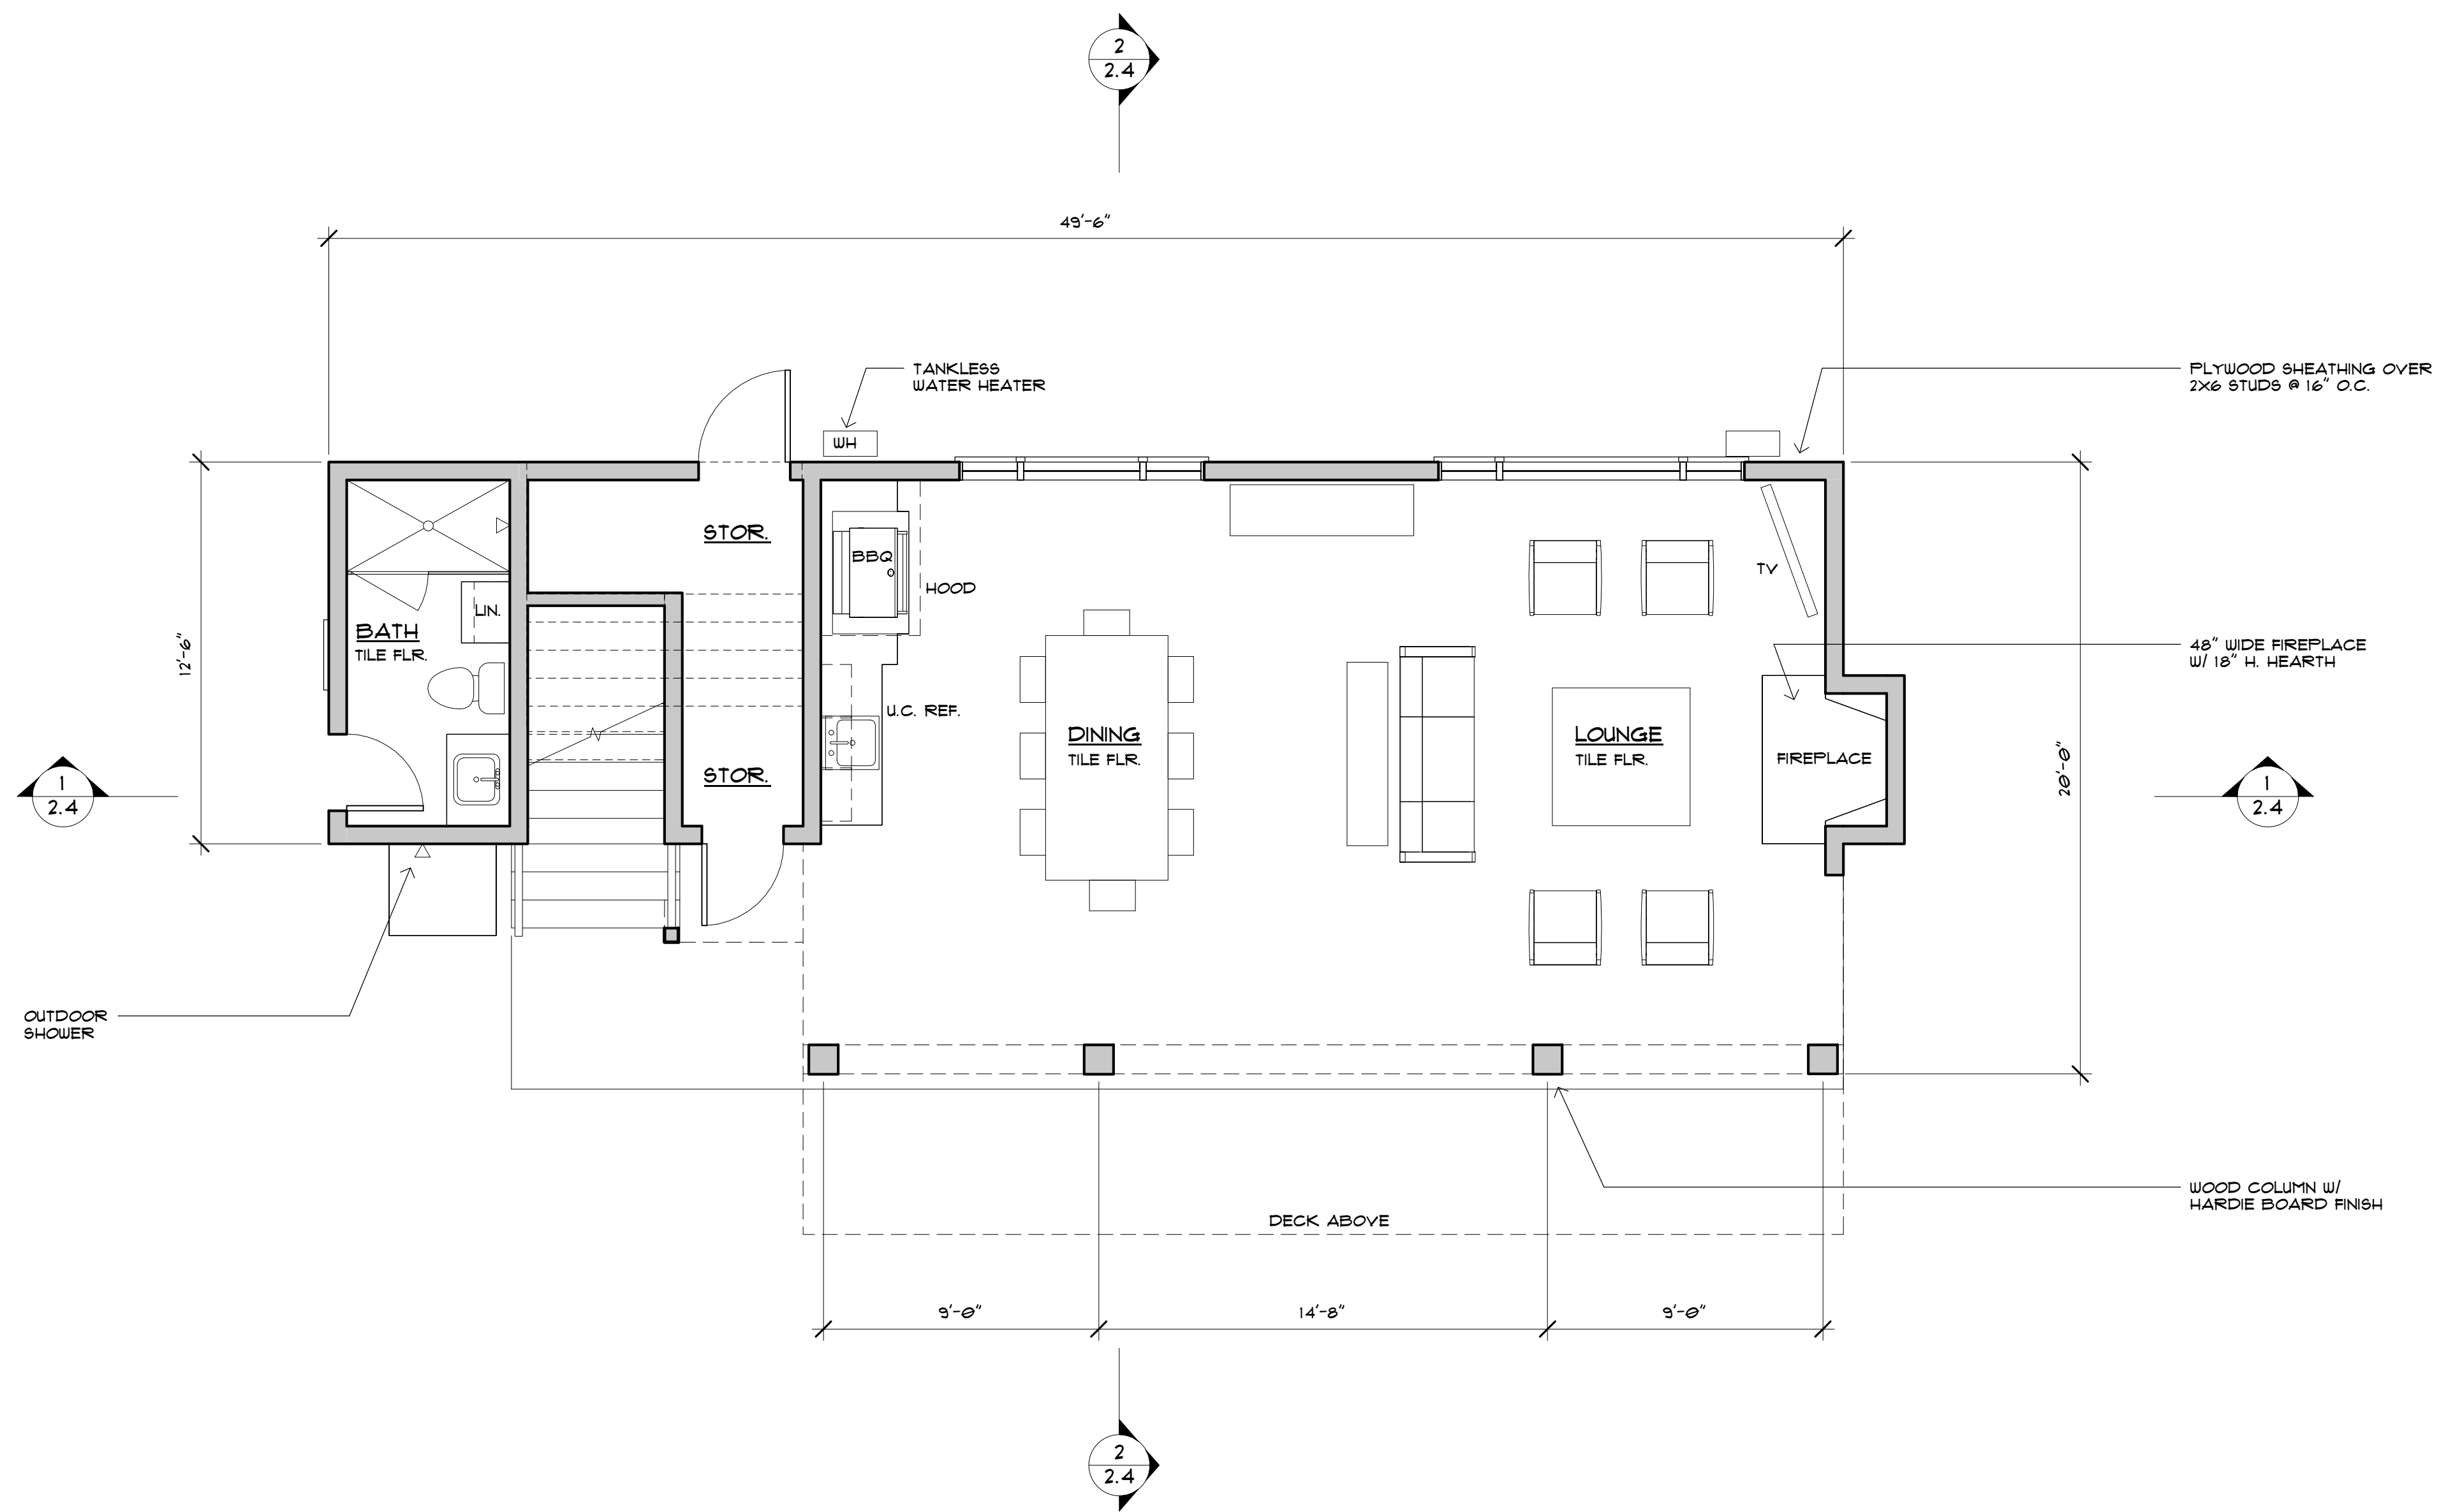 2
2.4
49'-6"
TANKLESS
WATER HEATER
PLYWOOD SHEATHING OVER
2X6 STUDS @ 16" O.C.
WH
STOR.
BBQ
HOOD
TV
LIN.
BATH
TILE FLR.
12'-6"
48" WIDE FIREPLACE
W/ 18" H. HEARTH
U.C. REF.
DINING
TILE FLR.
LOUNGE
TILE FLR.
FIREPLACE
20'-0"
STOR.
1
2.4
1
2.4
OUTDOOR
SHOWER
WOOD COLUMN W/
HARDIE BOARD FINISH
DECK ABOVE
9'-0"
14'-8"
9'-0"
2
2.4